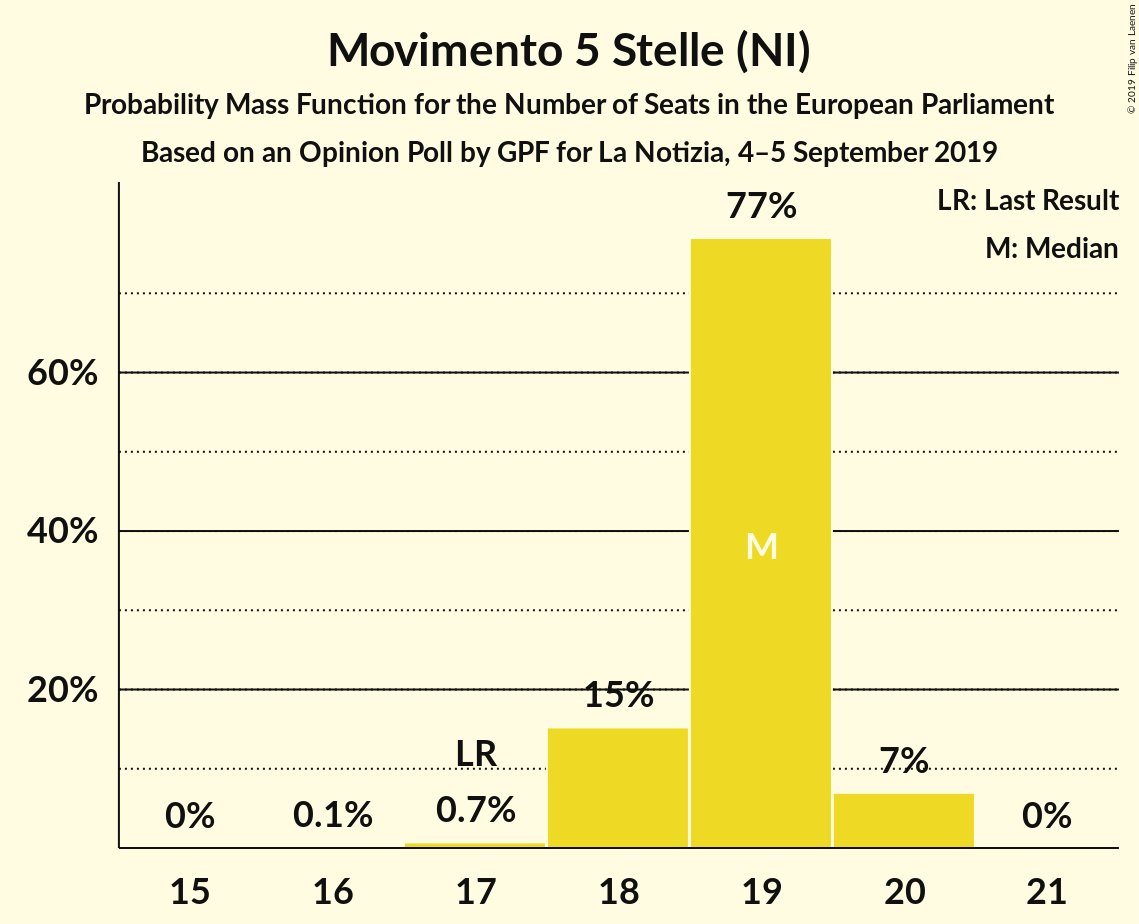 Movimento 5 Stelle (NI)
Probability Mass Function for the Number of Seats in the European Parliament
Based on an Opinion Poll by GPF for La Notizia, 4–5 September 2019
© 2019 Filip van Laenen
LR: Last Result
M: Median
77%
60%
40%
20%
M
15%
LR
7%
0%
0.1%
0.7%
0%
15 16 17 18 19 20 21